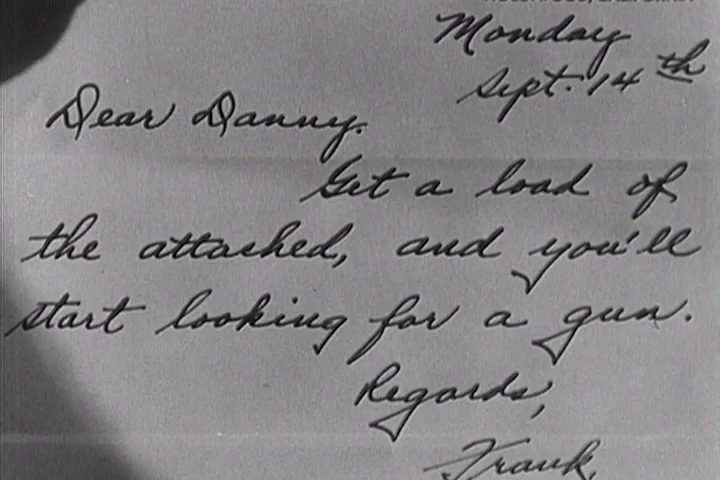 Monday
Sept. 14th
Dear Danny.
Get a load of
the attached, and you'll
start looking for a gun.
Regards,
Frank.